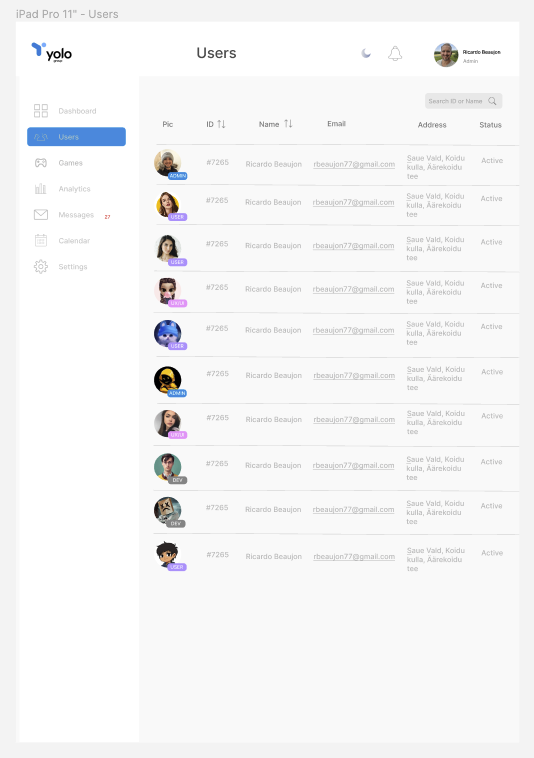 iPad Pro 11" - Users
yolo
group
Users
Ricardo Beaujon
Admin
Dashboard
Users
Games
Analytics
Messages 27
Calendar
Settings
Search ID or Name
Pic ID Name Email Address Status
ADMIN #7265 Ricardo Beaujon rbeaujon77@gmail.com Saue Vald, Koidu
kulla, Äärekoidu
tee
Active
USER #7265 Ricardo Beaujon rbeaujon77@gmail.com Saue Vald, Koidu
kulla, Äärekoidu
tee
Active
USER #7265 Ricardo Beaujon rbeaujon77@gmail.com Saue Vald, Koidu
kulla, Äärekoidu
tee
Active
#7265 Ricardo Beaujon rbeaujon77@gmail.com Saue Vald, Koidu
kulla, Äärekoidu
tee
Active
USER #7265 Ricardo Beaujon rbeaujon77@gmail.com Saue Vald, Koidu
kulla, Äärekoidu
tee
Active
ADMIN #7265 Ricardo Beaujon rbeaujon77@gmail.com Saue Vald, Koidu
kulla, Äärekoidu
tee
Active
#7265 Ricardo Beaujon rbeaujon77@gmail.com Saue Vald, Koidu
kulla, Äärekoidu
tee
Active
DEV #7265 Ricardo Beaujon rbeaujon77@gmail.com Saue Vald, Koidu
kulla, Äärekoidu
tee
Active
DEV #7265 Ricardo Beaujon rbeaujon77@gmail.com Saue Vald, Koidu
kulla, Äärekoidu
tee
Active
USER #7265 Ricardo Beaujon rbeaujon77@gmail.com Saue Vald, Koidu
kulla, Äärekoidu
tee
Active